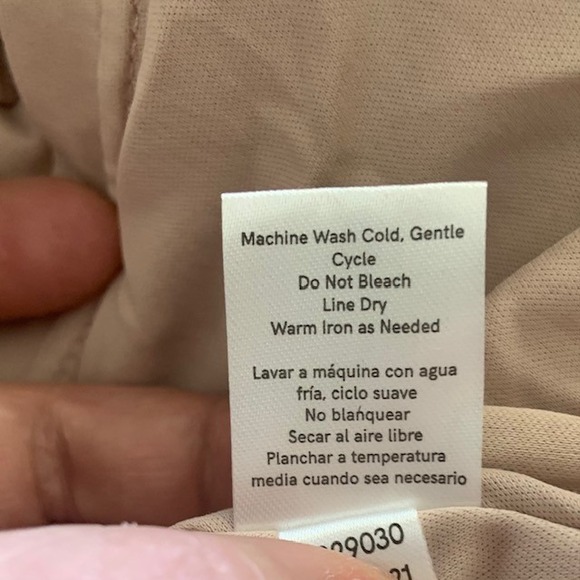 Machine Wash Cold, Gentle
Cycle
Do Not Bleach
Line Dry
Warm Iron as Needed
Lavar a máquina con agua
fría, ciclo suave
No blańquear
Secar al aire libre
Planchar a temperatura
media cuando sea necesario